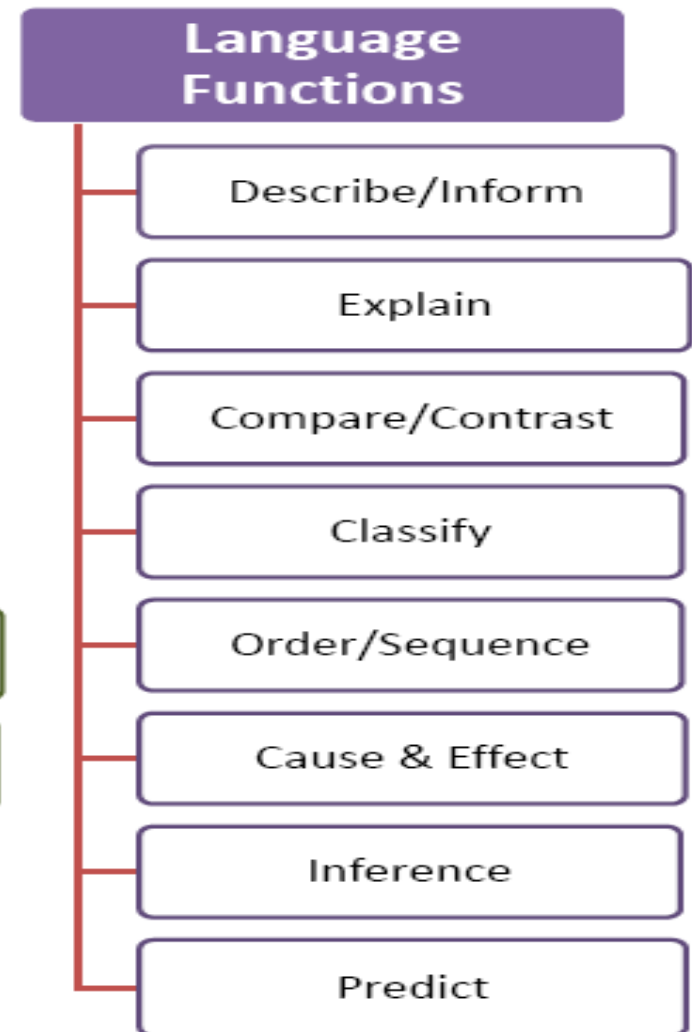 Language
Functions
Describe/Inform
Explain
Compare/Contrast
Classify
Order/Sequence
Cause & Effect
Inference
Predict